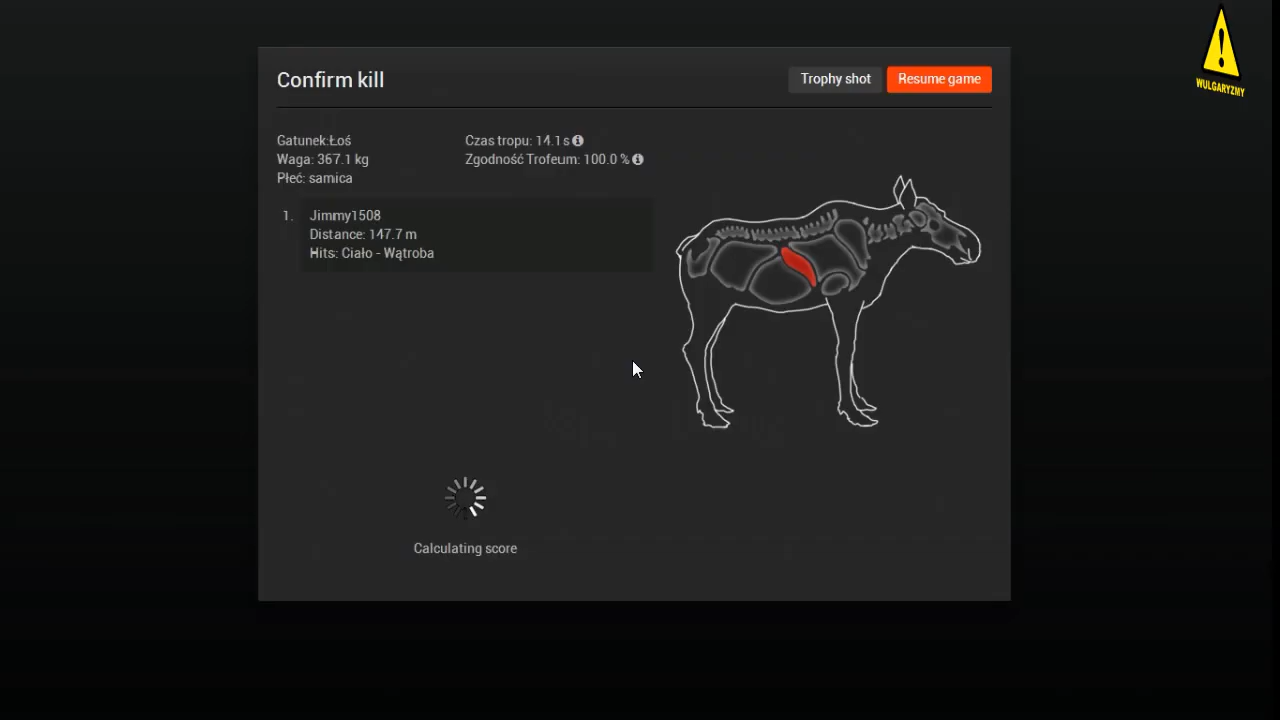 Confirm kill
Trophy shot
Resume game
Gatunek:Łoś
Waga: 367.1 kg
Płeć: samica
Czas tropu: 14.1 s
Zgodność Trofeum: 100.0 %
1.
Jimmy1508
Distance: 147.7 m
Hits: Ciało - Wątroba
Calculating score
WULGARYZMY